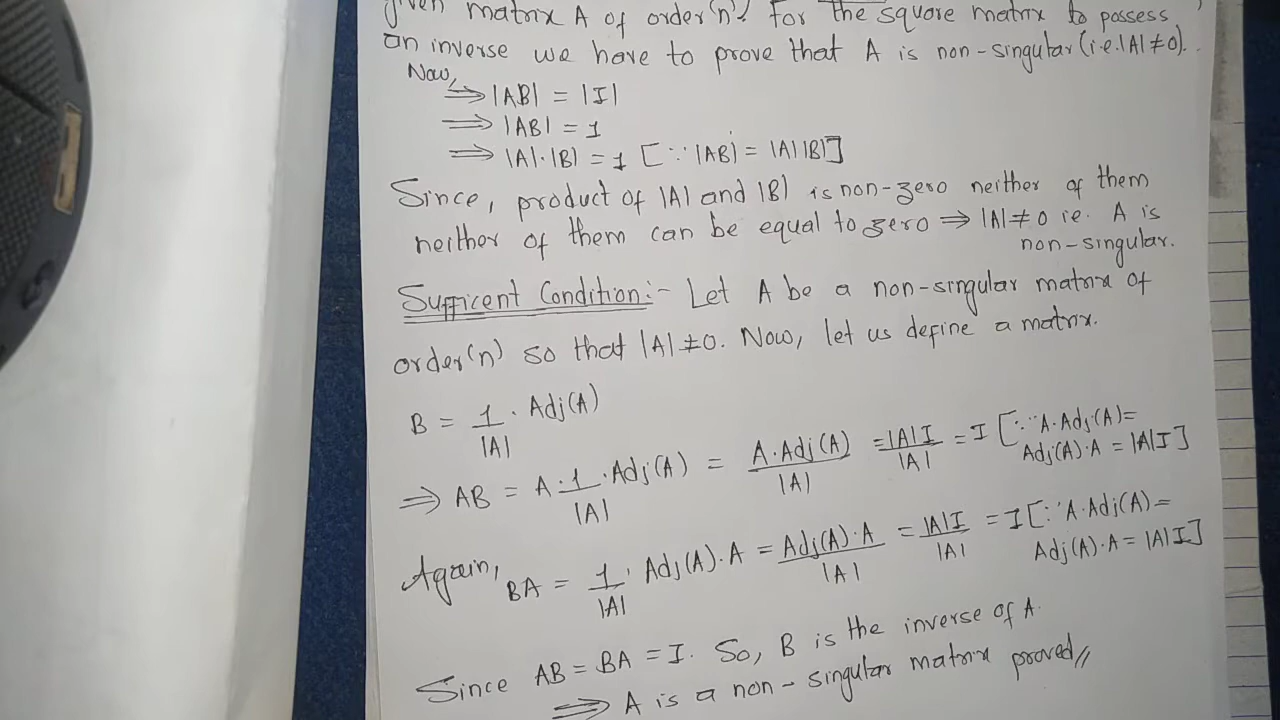 given matrix A of order 'n'. For the square matrix to possess
an inverse we have to prove that A is non-singular (i.e. |A| ≠ 0).
Now,
⟹ |AB| = |I|
⟹ |AB| = 1
⟹ |A|·|B| = 1 [∵ |AB| = |A||B|]
Since, product of |A| and |B| is non-zero neither of them
neither of them can be equal to zero ⟹ |A| ≠ 0 ie. A is
non-singular.
Sufficent Condition:- Let A be a non-singular matrix of
order (n) so that |A| ≠ 0. Now, let us define a matrix.
B = 1/|A| · Adj(A)
⟹ AB = A · 1/|A| · Adj(A) = A·Adj(A)/|A| = |A|I/|A| = I [∵ A·Adj(A) = Adj(A)·A = |A|I]
Again, BA = 1/|A| · Adj(A)·A = Adj(A)·A/|A| = |A|I/|A| = I [∵ A·Adj(A) = Adj(A)·A = |A|I]
Since AB = BA = I. So, B is the inverse of A.
⟹ A is a non-singular matrix proved//